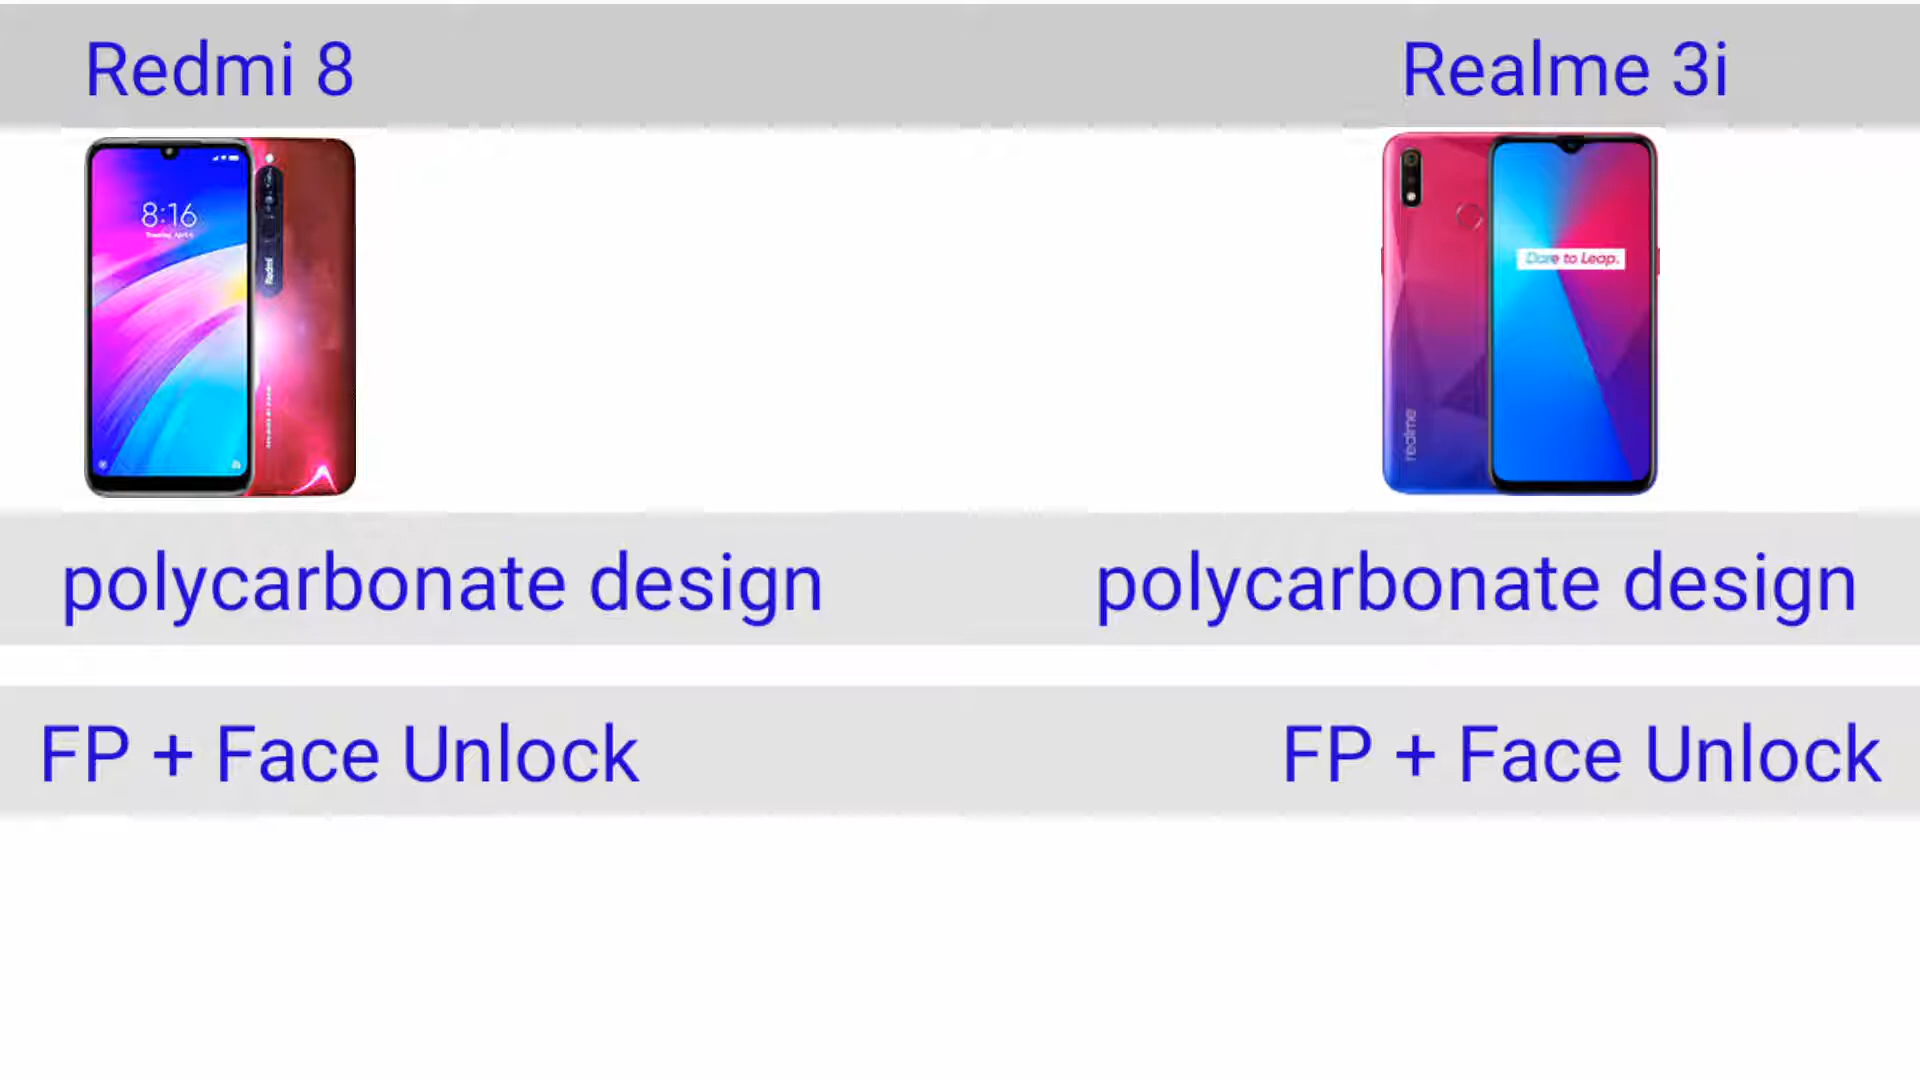 Redmi 8
Realme 3i
8:16
Redmi
Dare to Leap.
realme
polycarbonate design
polycarbonate design
FP + Face Unlock
FP + Face Unlock